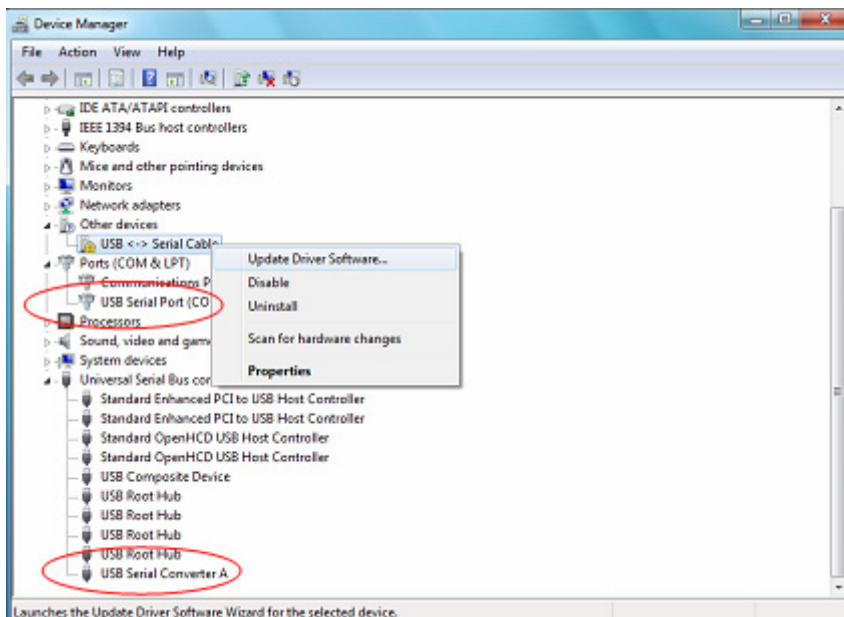 Device Manager
File Action View Help
IDE ATA/ATAPI controllers
IEEE 1394 Bus host controllers
Keyboards
Mice and other pointing devices
Monitors
Network adapters
Other devices
USB <-> Serial Cable
Ports (COM & LPT)
Communications P
USB Serial Port (CO
Processors
Sound, video and gam
System devices
Universal Serial Bus con
Standard Enhanced PCI to USB Host Controller
Standard Enhanced PCI to USB Host Controller
Standard OpenHCD USB Host Controller
Standard OpenHCD USB Host Controller
USB Composite Device
USB Root Hub
USB Root Hub
USB Root Hub
USB Root Hub
USB Serial Converter A
Update Driver Software...
Disable
Uninstall
Scan for hardware changes
Properties
Launches the Update Driver Software Wizard for the selected device.